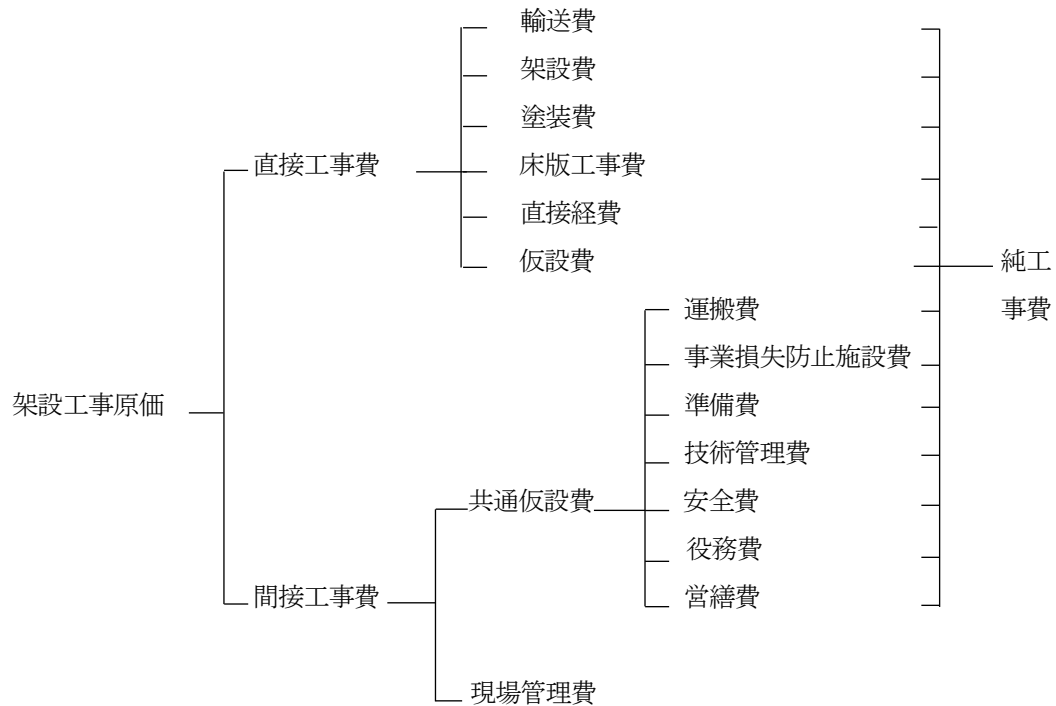 輸送費
架設費
塗装費
直接工事費
床版工事費
直接経費
仮設費
純工
事費
運搬費
事業損失防止施設費
架設工事原価
準備費
技術管理費
共通仮設費
安全費
役務費
間接工事費
営繕費
現場管理費